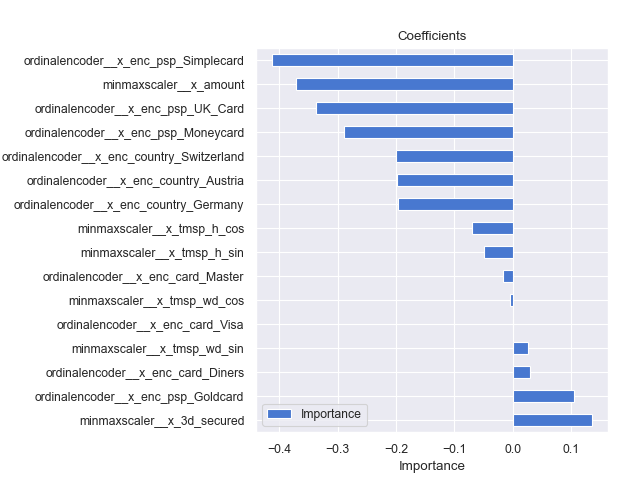 Coefficients
ordinalencoder__x_enc_psp_Simplecard
minmaxscaler__x_amount
ordinalencoder__x_enc_psp_UK_Card
ordinalencoder__x_enc_psp_Moneycard
ordinalencoder__x_enc_country_Switzerland
ordinalencoder__x_enc_country_Austria
ordinalencoder__x_enc_country_Germany
minmaxscaler__x_tmsp_h_cos
minmaxscaler__x_tmsp_h_sin
ordinalencoder__x_enc_card_Master
minmaxscaler__x_tmsp_wd_cos
ordinalencoder__x_enc_card_Visa
minmaxscaler__x_tmsp_wd_sin
ordinalencoder__x_enc_card_Diners
ordinalencoder__x_enc_psp_Goldcard
minmaxscaler__x_3d_secured
Importance
−0.4 −0.3 −0.2 −0.1 0.0 0.1
Importance